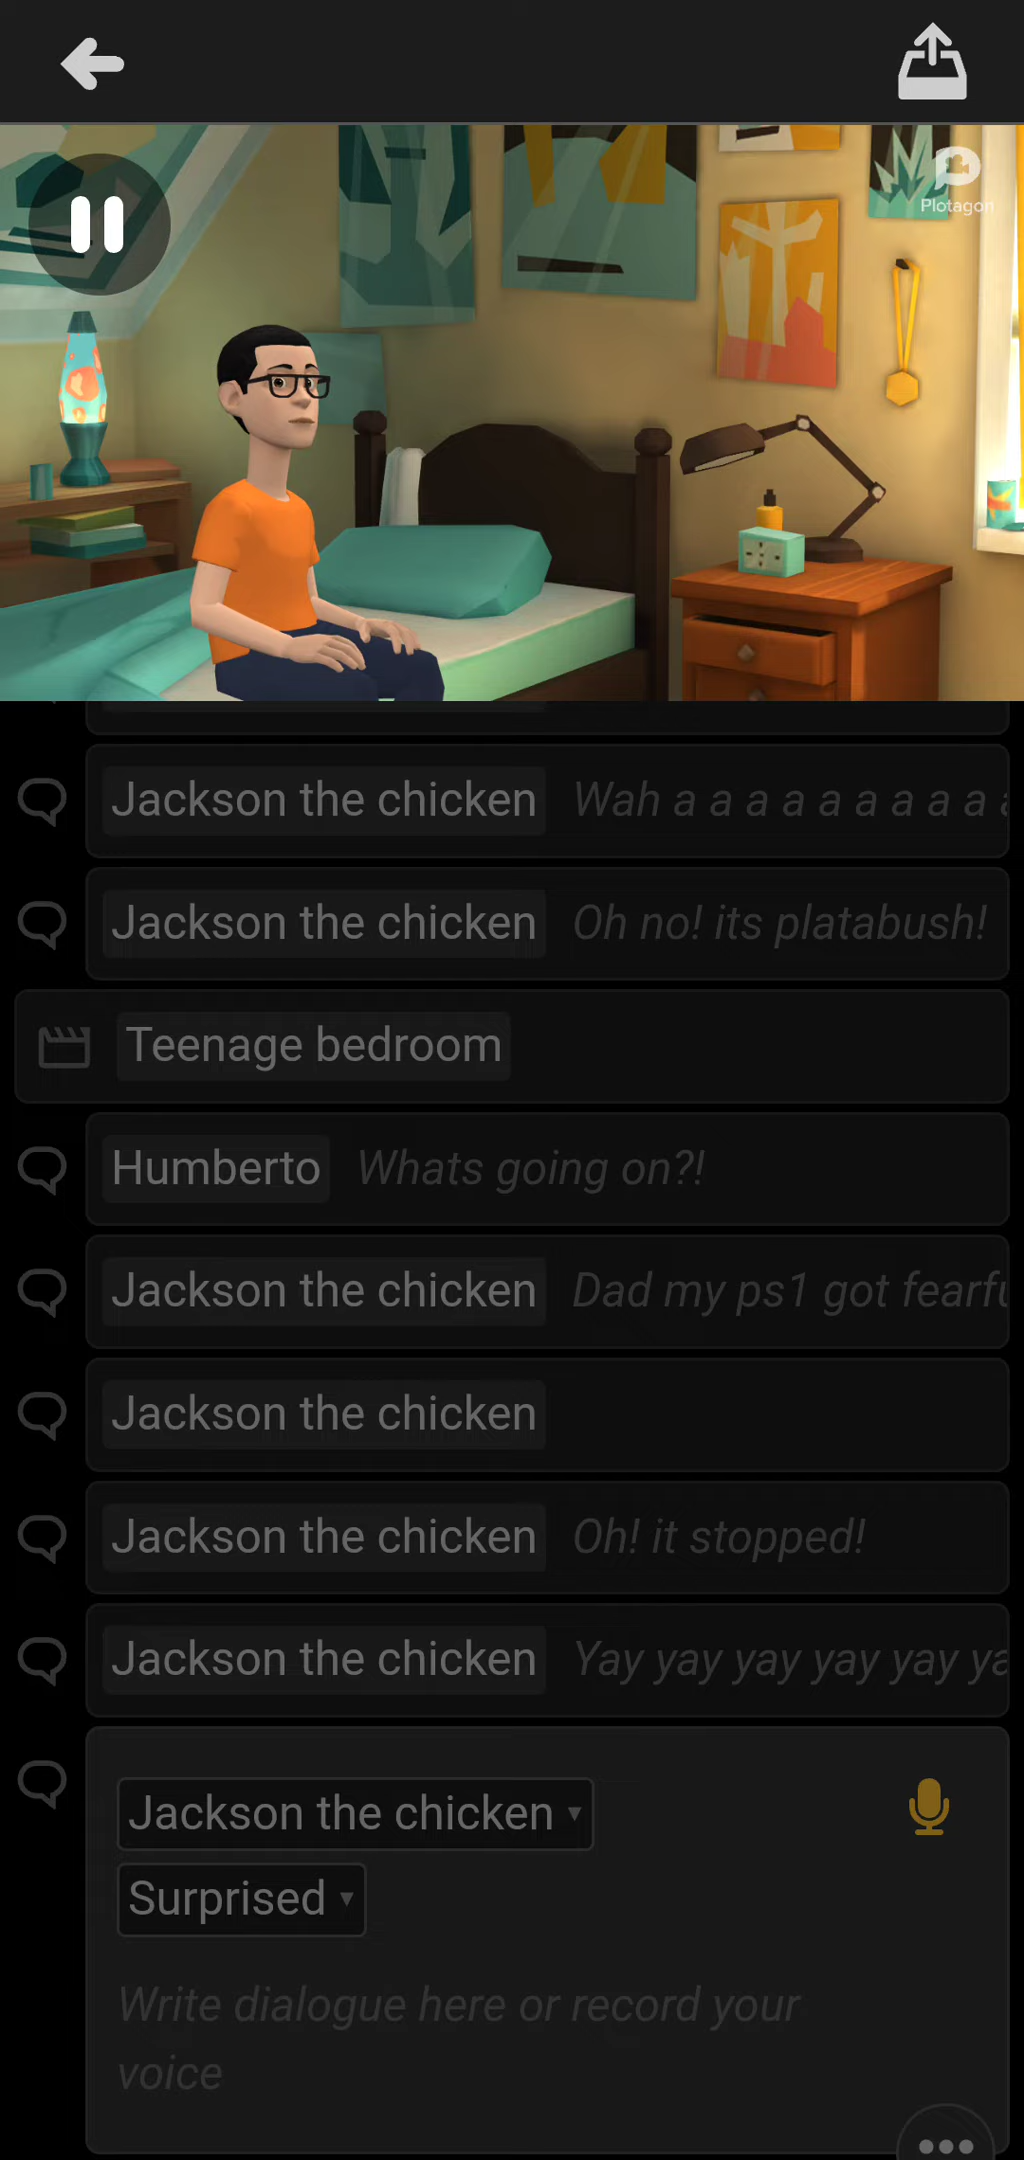 Plotagon
Jackson the chicken Wah a a a a a a a a a
Jackson the chicken Oh no! its platabush!
Teenage bedroom
Humberto Whats going on?!
Jackson the chicken Dad my ps1 got
Jackson the chicken
Jackson the chicken Oh! it stopped!
Jackson the chicken Yay yay yay yay yay
Jackson the chicken
Surprised
Write dialogue here or record your
voice